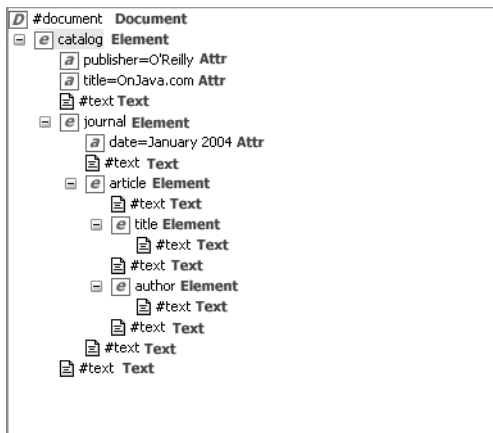 D #document Document
e catalog Element
a publisher=O'Reilly Attr
a title=OnJava.com Attr
#text Text
e journal Element
a date=January 2004 Attr
#text Text
e article Element
#text Text
e title Element
#text Text
#text Text
e author Element
#text Text
#text Text
#text Text
#text Text